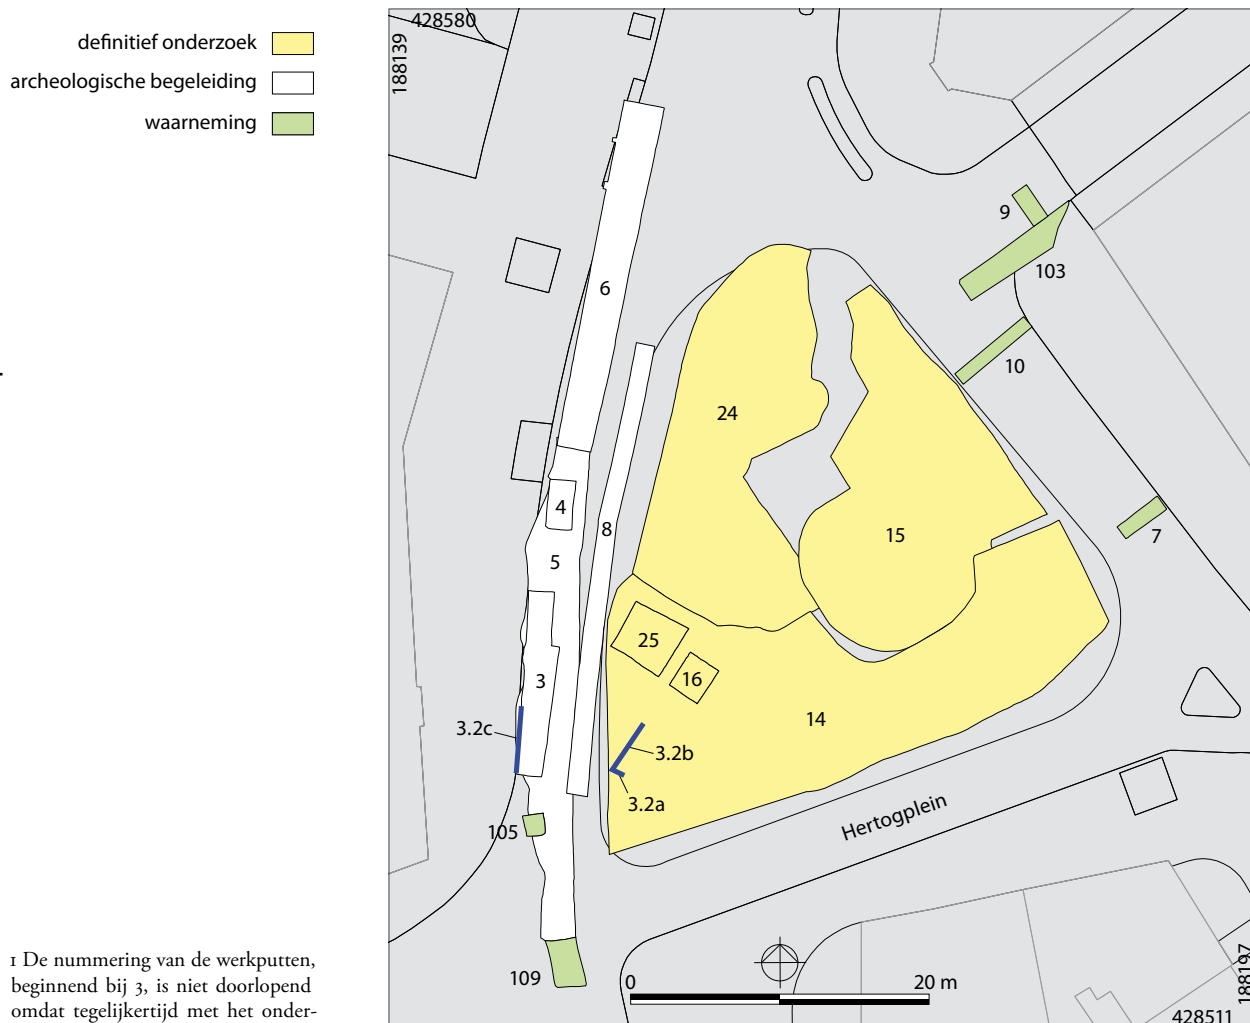 definitief onderzoek
archeologische begeleiding
waarneming
428580
188139
9
103
6
10
24
4
8
15
7
5
25
3
16
14
3.2c
3.2b
3.2a
105
Hertogplein
109
0 20 m
188197
428511
1 De nummering van de werkputten,
beginnend bij 3, is niet doorlopend
omdat tegelijkertijd met het onder-